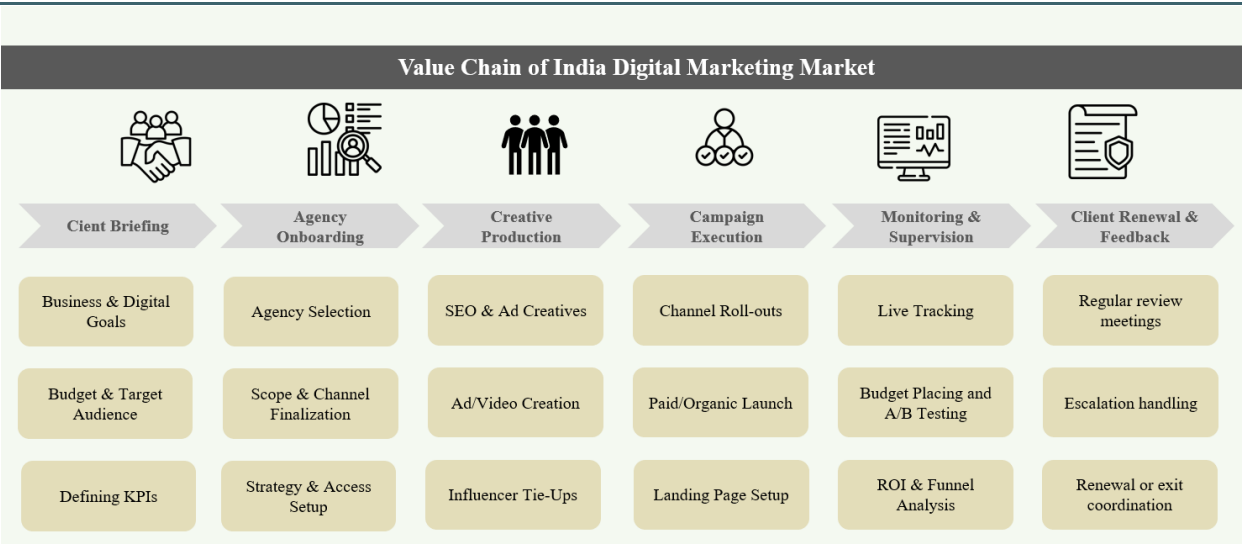 Value Chain of India Digital Marketing Market
Cient Briefing
Agency
Onboarding
Creative
Production
Campaign
Execution
Monitoring &
Supervision
Client Renewal &
Feedback
Business & Digital
Goals
Agency Selection
SEO & Ad Creatives
Channel Roll-outs
Live Tracking
Regular review
meetings
Budget & Target
Audience
Scope & Channel
Finalization
Ad/Video Creation
Paid/Organic Launch
Budget Placing and
A/B Testing
Escalation handling
Defining KPIs
Strategy & Access
Setup
Influencer Tie-Ups
Landing Page Setup
ROI & Funnel
Analysis
Renewal or exit
coordination